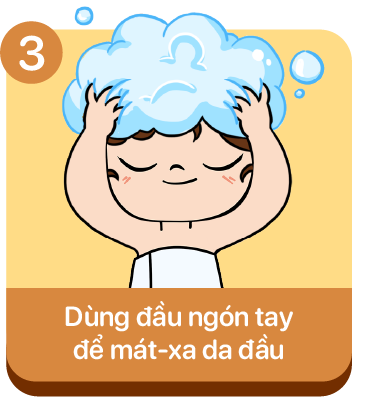 3
Dùng đầu ngón tay
để mát-xa da đầu